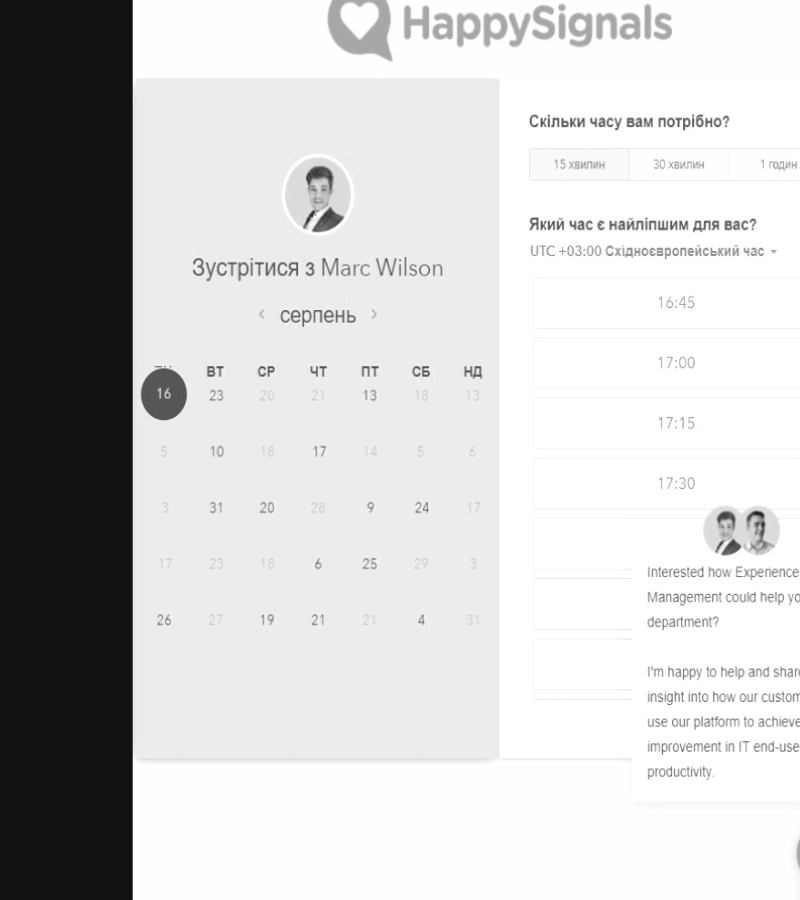 HappySignals
Зустрітися з Marc Wilson
серпень
ВТ СР ЧТ ПТ СБ НД
16 23 20 21 13 18 13
5 10 18 17 14 5 6
3 31 20 28 9 24 17
17 23 18 6 25 29 3
26 27 19 21 21 4 31
Скільки часу вам потрібно?
15 хвилин 30 хвилин 1 годин
Який час є найліпшим для вас?
UTC +03:00 Східноєвропейський час
16:45
17:00
17:15
17:30
Interested how Experience
Management could help yo
department?
I'm happy to help and share
insight into how our custom
use our platform to achieve
improvement in IT end-use
productivity.